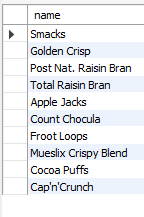 name
Smacks
Golden Crisp
Post Nat. Raisin Bran
Total Raisin Bran
Apple Jacks
Count Chocula
Froot Loops
Mueslix Crispy Blend
Cocoa Puffs
Cap'n'Crunch